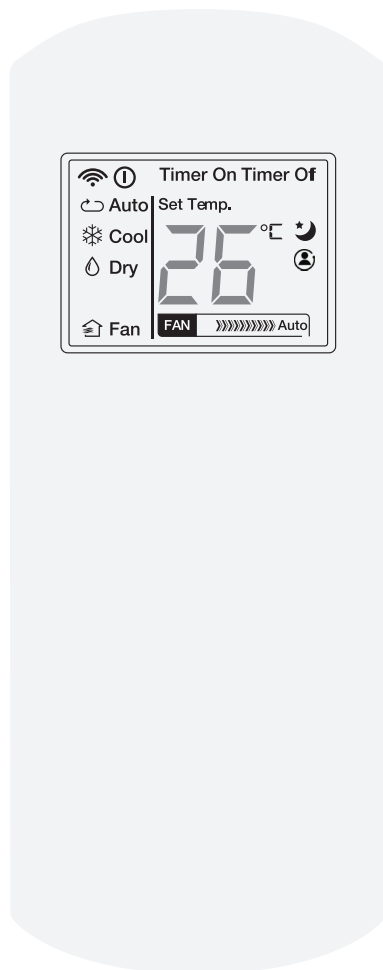 Timer On Timer Of
Auto
Set Temp.
Cool
26 °C
Dry
Fan
FAN
Auto